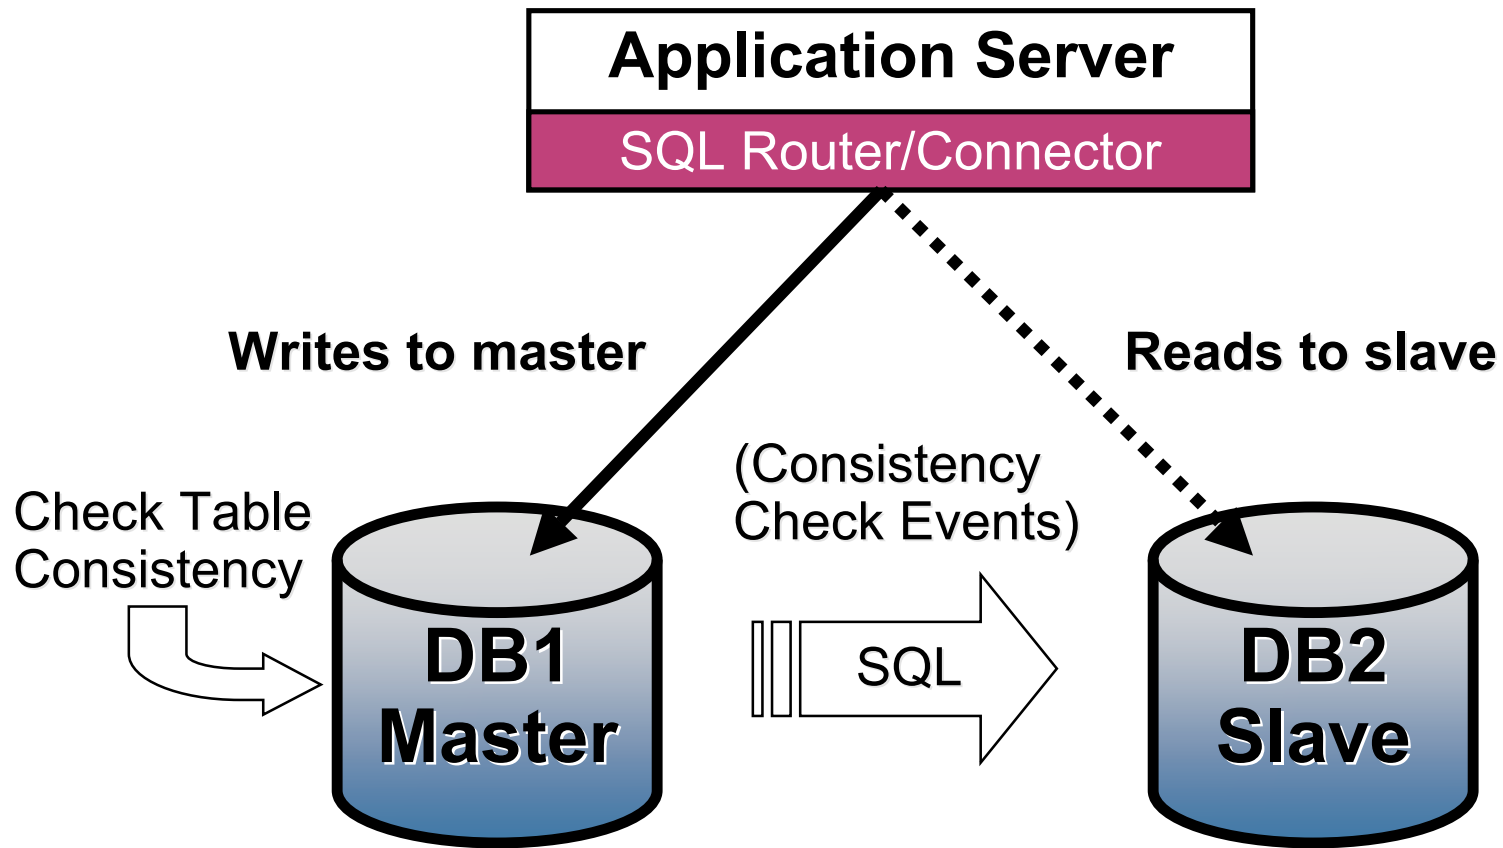 Application Server
SQL Router/Connector
Writes to master
Reads to slave
(Consistency
Check Events)
Check Table
Consistency
DB1
Master
SQL
DB2
Slave